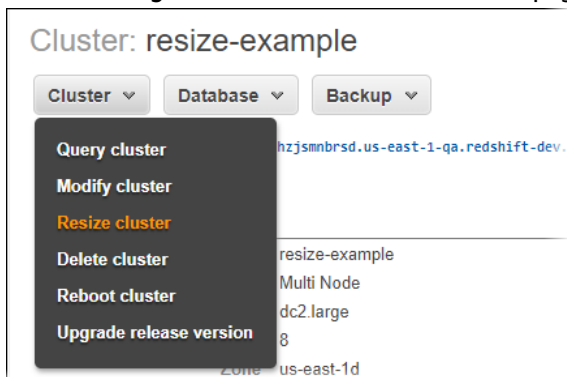 Cluster: resize-example
Cluster Database Backup
Query cluster
hzjsmnbrsd.us-east-1-qa.redshift-dev.
Modify cluster
Resize cluster
Delete cluster
resize-example
Reboot cluster
Multi Node
dc2.large
Upgrade release version
8
Zone us-east-1d